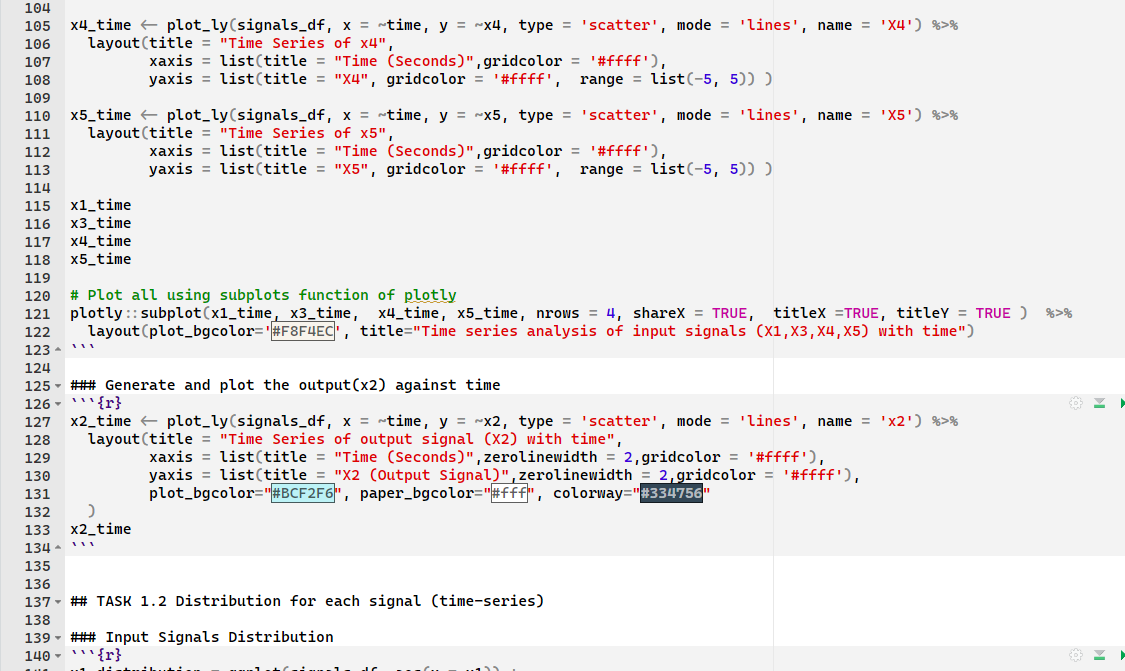 104
105 x4_time <- plot_ly(signals_df, x = ~time, y = ~x4, type = 'scatter', mode = 'lines', name = 'X4') %>%
106   layout(title = "Time Series of x4",
107          xaxis = list(title = "Time (Seconds)",gridcolor = '#ffff'),
108          yaxis = list(title = "X4", gridcolor = '#ffff',  range = list(-5, 5)) )
109
110 x5_time <- plot_ly(signals_df, x = ~time, y = ~x5, type = 'scatter', mode = 'lines', name = 'X5') %>%
111   layout(title = "Time Series of x5",
112          xaxis = list(title = "Time (Seconds)",gridcolor = '#ffff'),
113          yaxis = list(title = "X5", gridcolor = '#ffff',  range = list(-5, 5)) )
114
115 x1_time
116 x3_time
117 x4_time
118 x5_time
119
120 # Plot all using subplots function of plotly
121 plotly::subplot(x1_time, x3_time,  x4_time, x5_time, nrows = 4, shareX = TRUE,  titleX =TRUE, titleY = TRUE )  %>%
122   layout(plot_bgcolor='#F8F4EC', title="Time series analysis of input signals (X1,X3,X4,X5) with time")
123 ```
124
125 ### Generate and plot the output(x2) against time
126 ```{r}
127 x2_time <- plot_ly(signals_df, x = ~time, y = ~x2, type = 'scatter', mode = 'lines', name = 'x2') %>%
128   layout(title = "Time Series of output signal (X2) with time",
129          xaxis = list(title = "Time (Seconds)",zerolinewidth = 2,gridcolor = '#ffff'),
130          yaxis = list(title = "X2 (Output Signal)",zerolinewidth = 2,gridcolor = '#ffff'),
131          plot_bgcolor="#BCF2F6", paper_bgcolor="#fff", colorway="#334756"
132   )
133 x2_time
134 ```
135
136
137 ## TASK 1.2 Distribution for each signal (time-series)
138
139 ### Input Signals Distribution
140 ```{r}